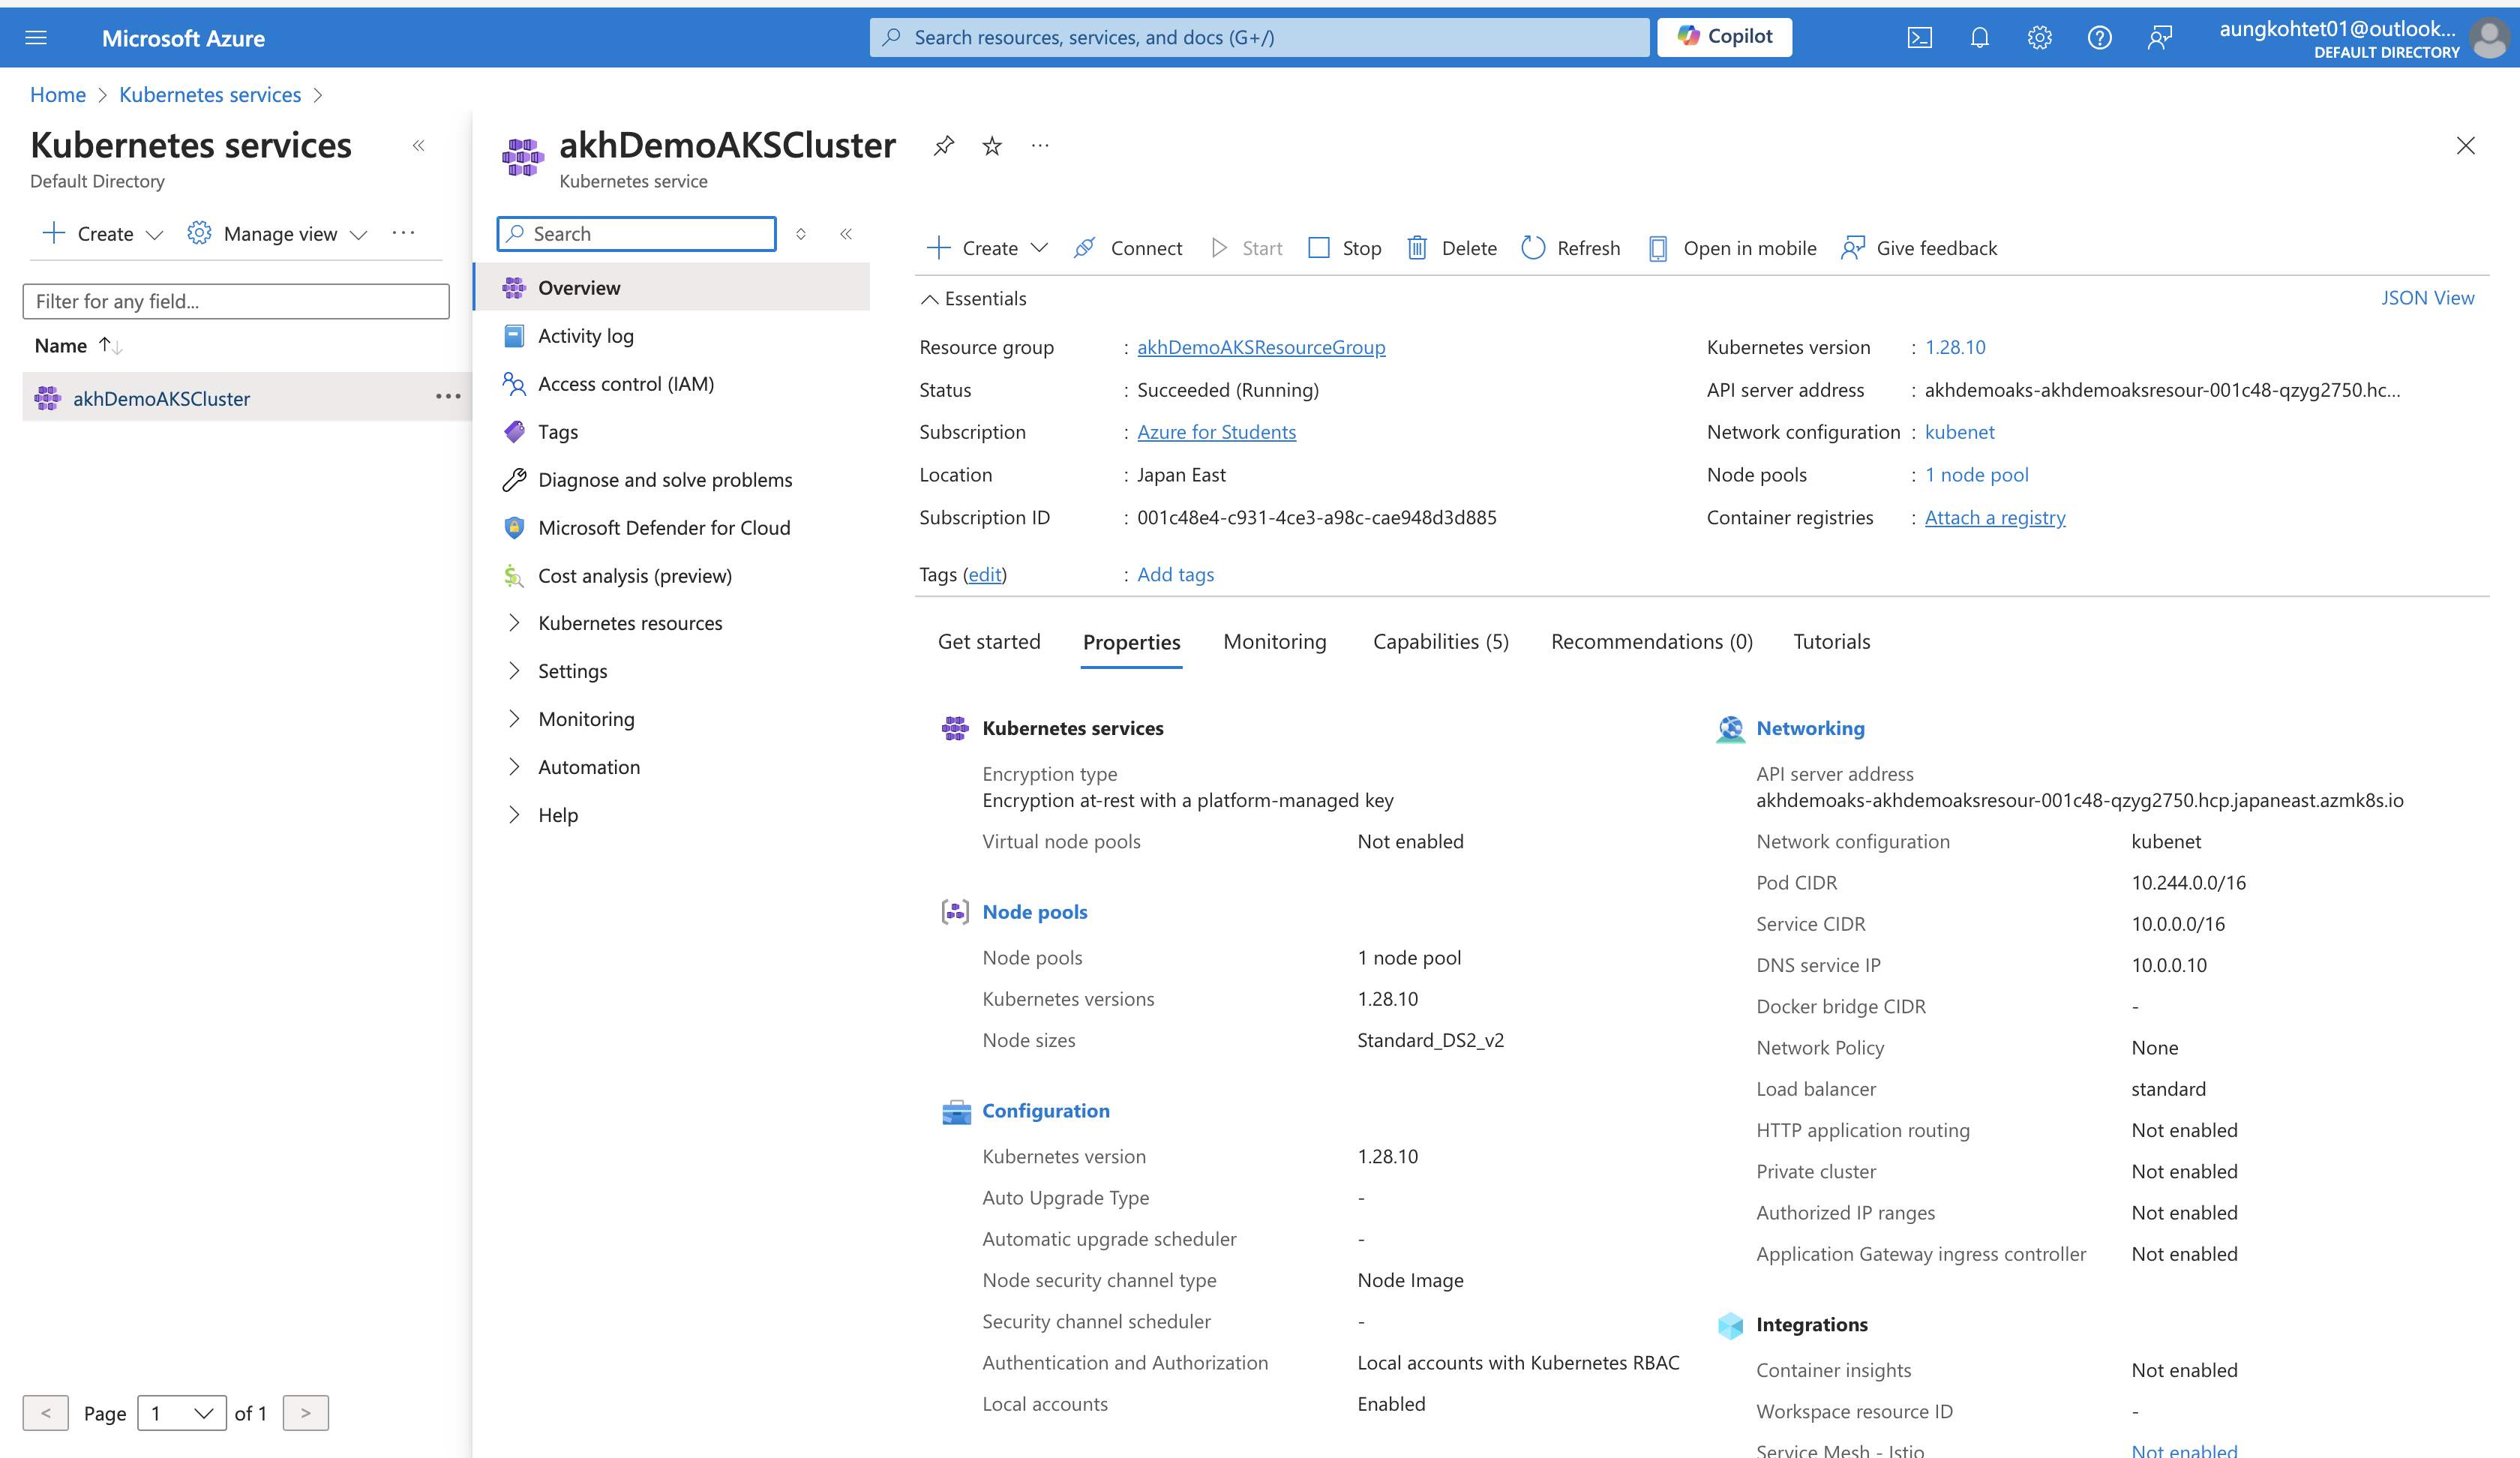 Microsoft Azure
Search resources, services, and docs (G+/)
Copilot
aungkohtet01@outlook...
DEFAULT DIRECTORY
Home > Kubernetes services >
Kubernetes services
Default Directory
Create
Manage view
Filter for any field...
Name
akhDemoAKSCluster
Page 1 of 1
akhDemoAKSCluster
Kubernetes service
Search
Overview
Activity log
Access control (IAM)
Tags
Diagnose and solve problems
Microsoft Defender for Cloud
Cost analysis (preview)
Kubernetes resources
Settings
Monitoring
Automation
Help
Create Connect Start Stop Delete Refresh Open in mobile Give feedback
Essentials
JSON View
Resource group : akhDemoAKSResourceGroup
Status : Succeeded (Running)
Subscription : Azure for Students
Location : Japan East
Subscription ID : 001c48e4-c931-4ce3-a98c-cae948d3d885
Tags (edit) : Add tags
Kubernetes version : 1.28.10
API server address : akhdemoaks-akhdemoaksresour-001c48-qzyg2750.hc...
Network configuration : kubenet
Node pools : 1 node pool
Container registries : Attach a registry
Get started Properties Monitoring Capabilities (5) Recommendations (0) Tutorials
Kubernetes services
Encryption type
Encryption at-rest with a platform-managed key
Virtual node pools Not enabled
Node pools
Node pools 1 node pool
Kubernetes versions 1.28.10
Node sizes Standard_DS2_v2
Configuration
Kubernetes version 1.28.10
Auto Upgrade Type -
Automatic upgrade scheduler -
Node security channel type Node Image
Security channel scheduler -
Authentication and Authorization Local accounts with Kubernetes RBAC
Local accounts Enabled
Networking
API server address
akhdemoaks-akhdemoaksresour-001c48-qzyg2750.hcp.japaneast.azmk8s.io
Network configuration kubenet
Pod CIDR 10.244.0.0/16
Service CIDR 10.0.0.0/16
DNS service IP 10.0.0.10
Docker bridge CIDR -
Network Policy None
Load balancer standard
HTTP application routing Not enabled
Private cluster Not enabled
Authorized IP ranges Not enabled
Application Gateway ingress controller Not enabled
Integrations
Container insights Not enabled
Workspace resource ID -
Service Mesh - Istio Not enabled